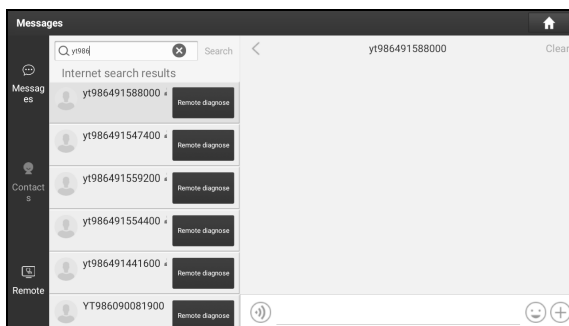 Messages
yt986
Search
Internet search results
Messag
es
Contact
s
Remote
yt986491588000
Remote diagnose
yt986491547400
Remote diagnose
yt986491559200
Remote diagnose
yt986491554400
Remote diagnose
yt986491441600
Remote diagnose
YT986090081900
Remote diagnose
yt986491588000
Clear